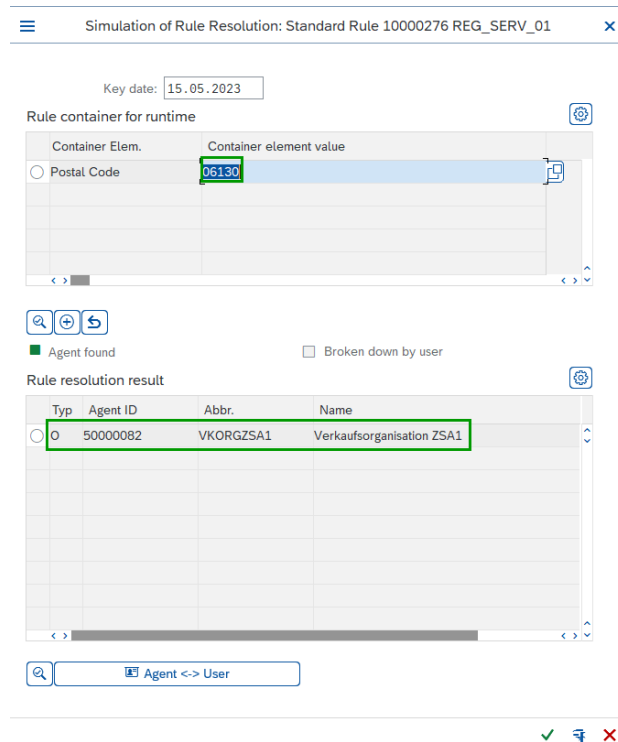 Simulation of Rule Resolution: Standard Rule 10000276 REG_SERV_01
Key date: 15.05.2023
Rule container for runtime
Container Elem. Container element value
Postal Code 06130
Agent found Broken down by user
Rule resolution result
Typ Agent ID Abbr. Name
O 50000082 VKORGZSA1 Verkaufsorganisation ZSA1
Agent <-> User